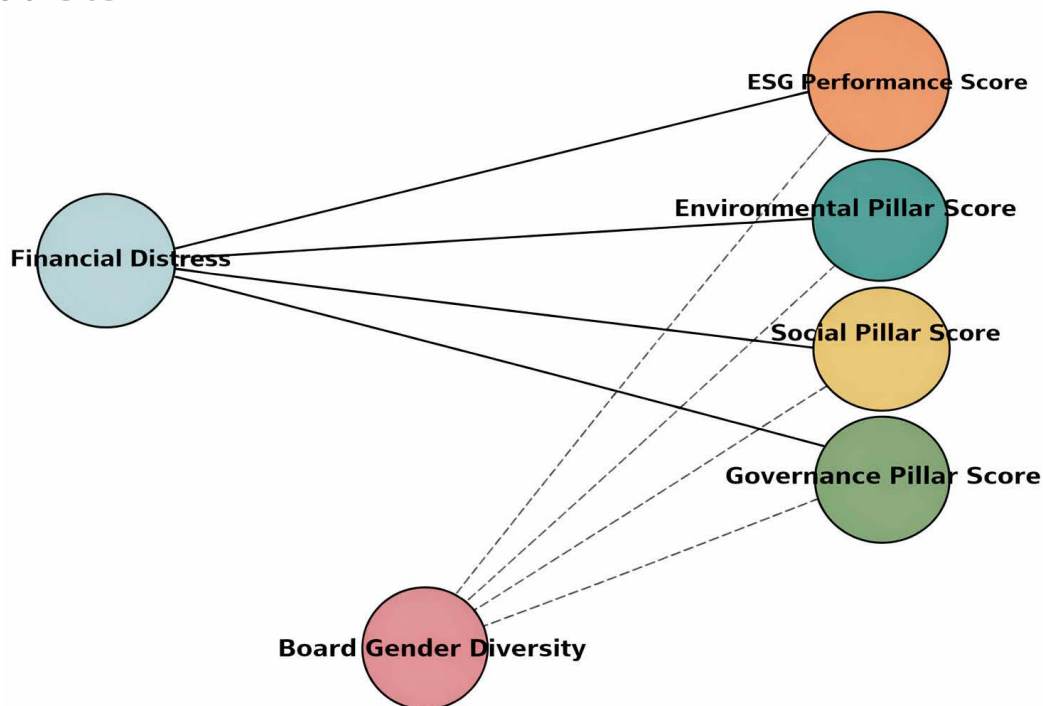 ESG Performance Score
Environmental Pillar Score
Financial Distress
Social Pillar Score
Governance Pillar Score
Board Gender Diversity